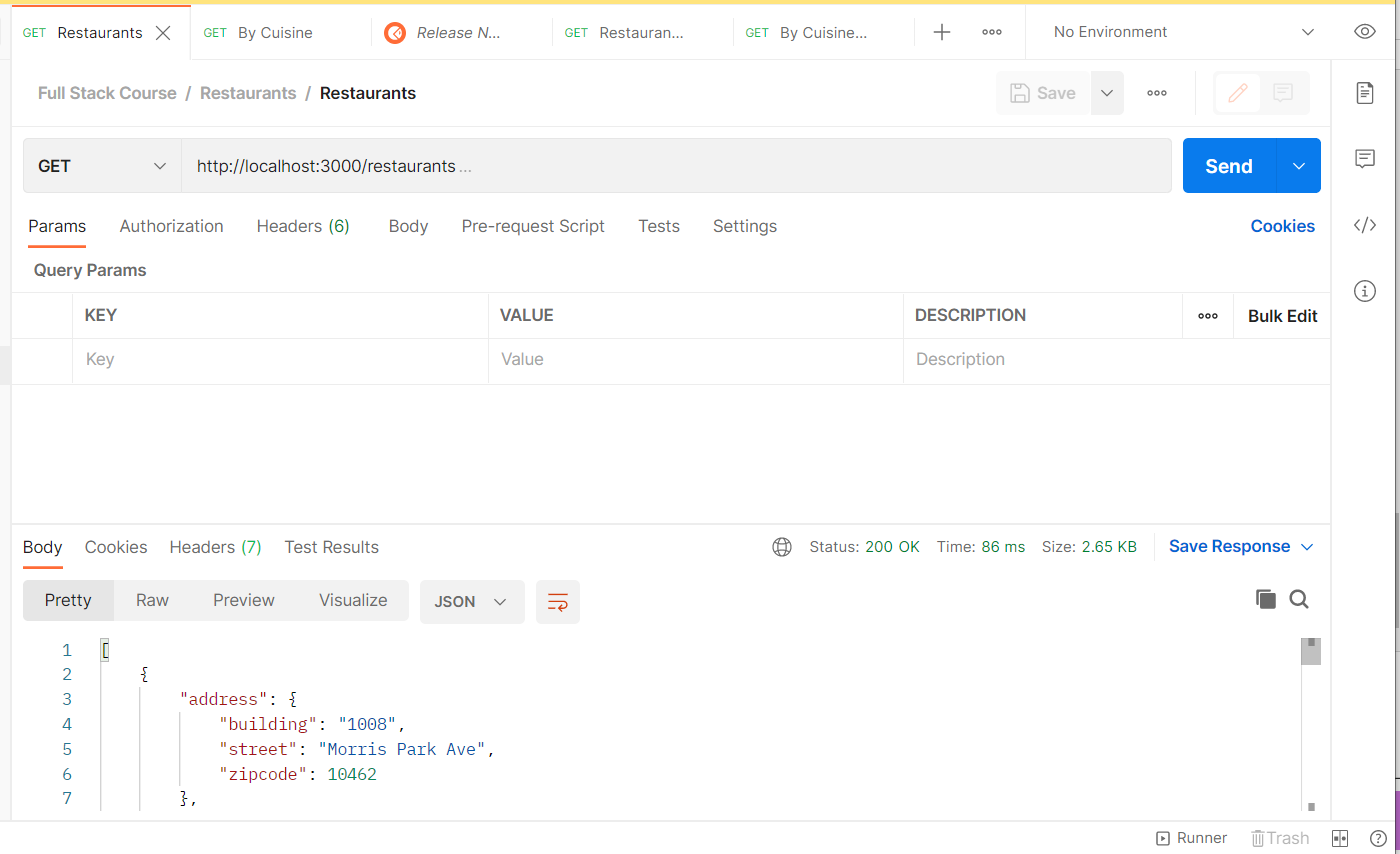 GET Restaurants GET By Cuisine Release N... GET Restauran... GET By Cuisine... No Environment
Full Stack Course / Restaurants / Restaurants Save
GET http://localhost:3000/restaurants ... Send
Params Authorization Headers (6) Body Pre-request Script Tests Settings Cookies
Query Params
KEY VALUE DESCRIPTION Bulk Edit
Key Value Description
Body Cookies Headers (7) Test Results Status: 200 OK Time: 86 ms Size: 2.65 KB Save Response
Pretty Raw Preview Visualize JSON
1 [
2 {
3 "address": {
4 "building": "1008",
5 "street": "Morris Park Ave",
6 "zipcode": 10462
7 },
Runner Trash